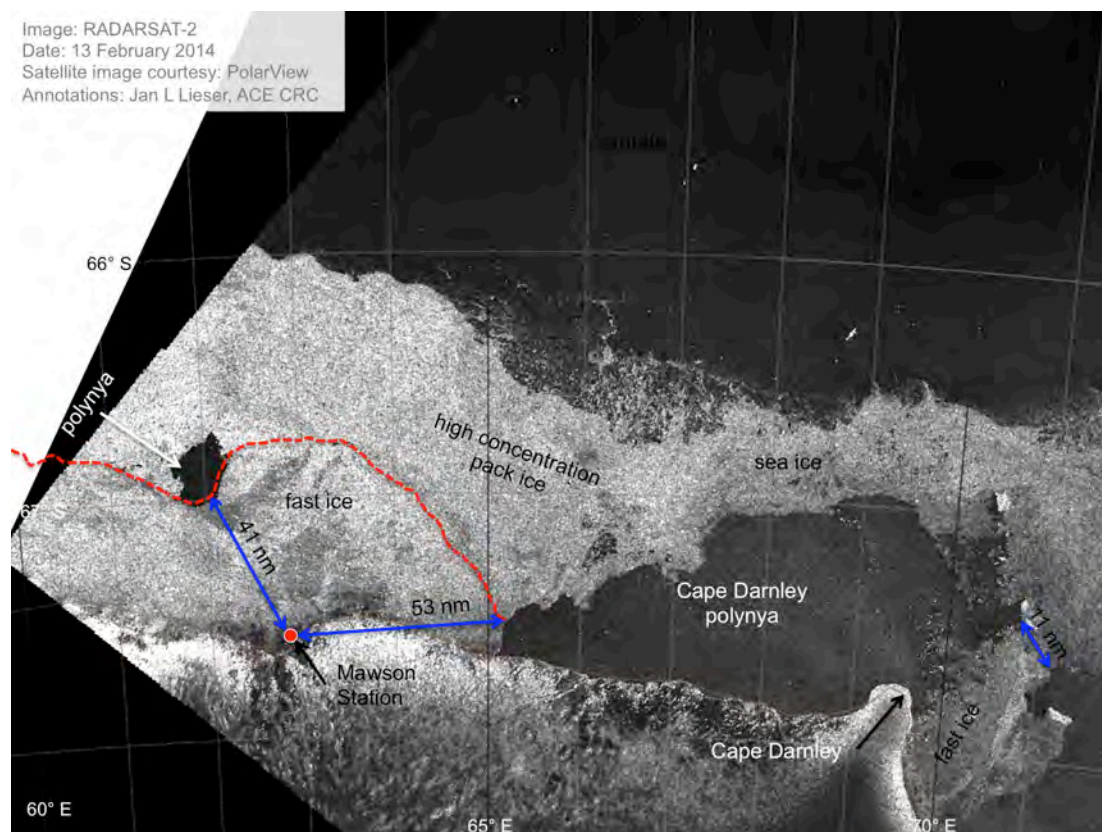 Image: RADARSAT-2
Date: 13 February 2014
Satellite image courtesy: PolarView
Annotations: Jan L Lieser, ACE CRC
66° S
polynya
high concentration
pack ice
sea ice
fast ice
41 nm
53 nm
Cape Darnley
polynya
11 nm
Mawson
Station
Cape Darnley
fast ice
60° E
65° E
70° E